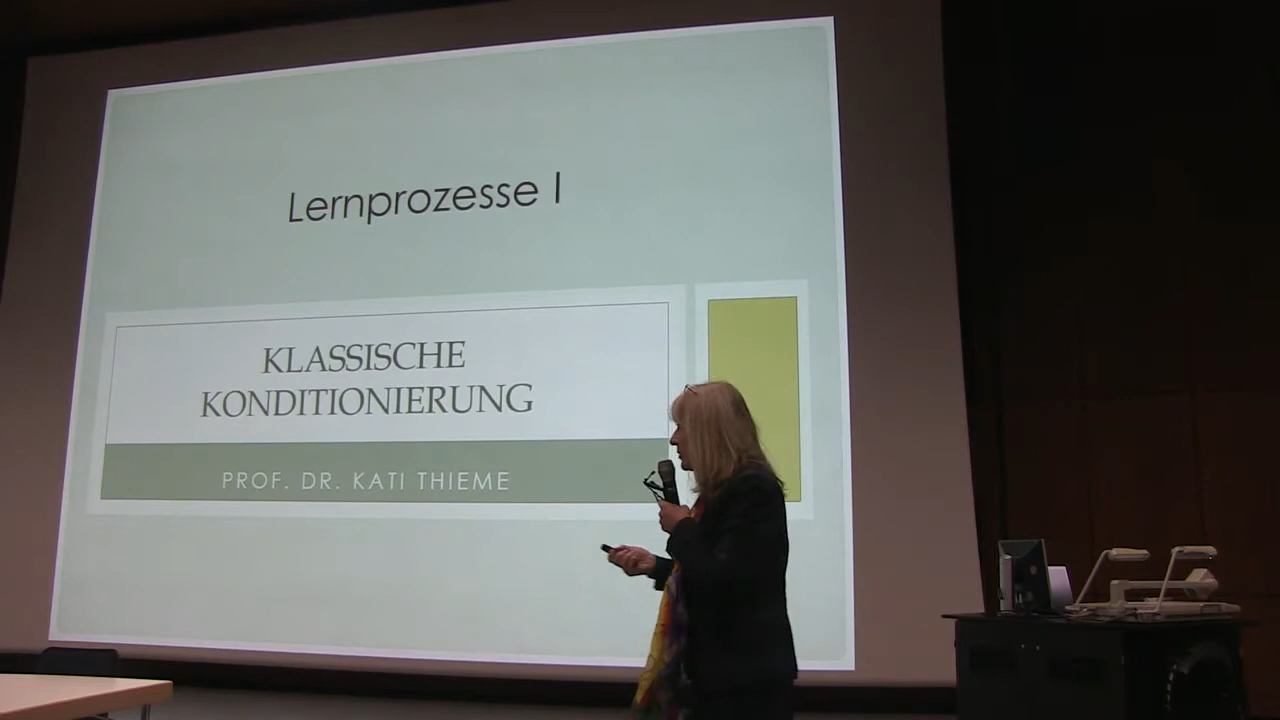 Lernprozesse I
KLASSISCHE
KONDITIONIERUNG
PROF. DR. KATI THIEME